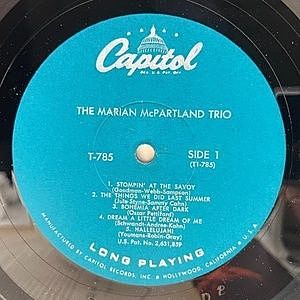 Capitol
REG. U.S. PAT. OFF.
THE MARIAN McPARTLAND TRIO
T-785
SIDE 1
(T1-785)
1. STOMPIN' AT THE SAVOY
(Goodman-Webb-Sampson)
2. THE THINGS WE DID LAST SUMMER
(Jule Styne-Sammy Cahn)
3. BOHEMIA AFTER DARK
(Oscar Pettiford)
4. DREAM A LITTLE DREAM OF ME
(Schwandt-Andree-Kahn)
5. HALLELUJAH!
(Youmans-Robin-Grey)
U.S. Pat. No. 2,631,859
LONG PLAYING
MANUFACTURED BY CAPITOL RECORDS, INC. • HOLLYWOOD, CALIFORNIA • U.S.A.